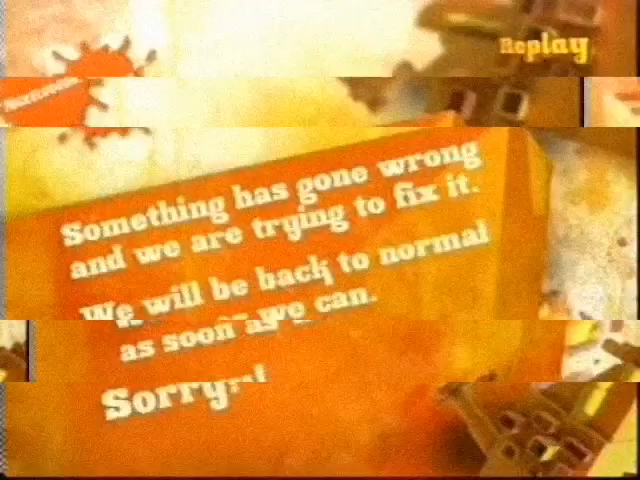 Replay
Nickelodeon
Something has gone wrong
and we are trying to fix it.
We will be back to normal
as soon as we can.
Sorry!